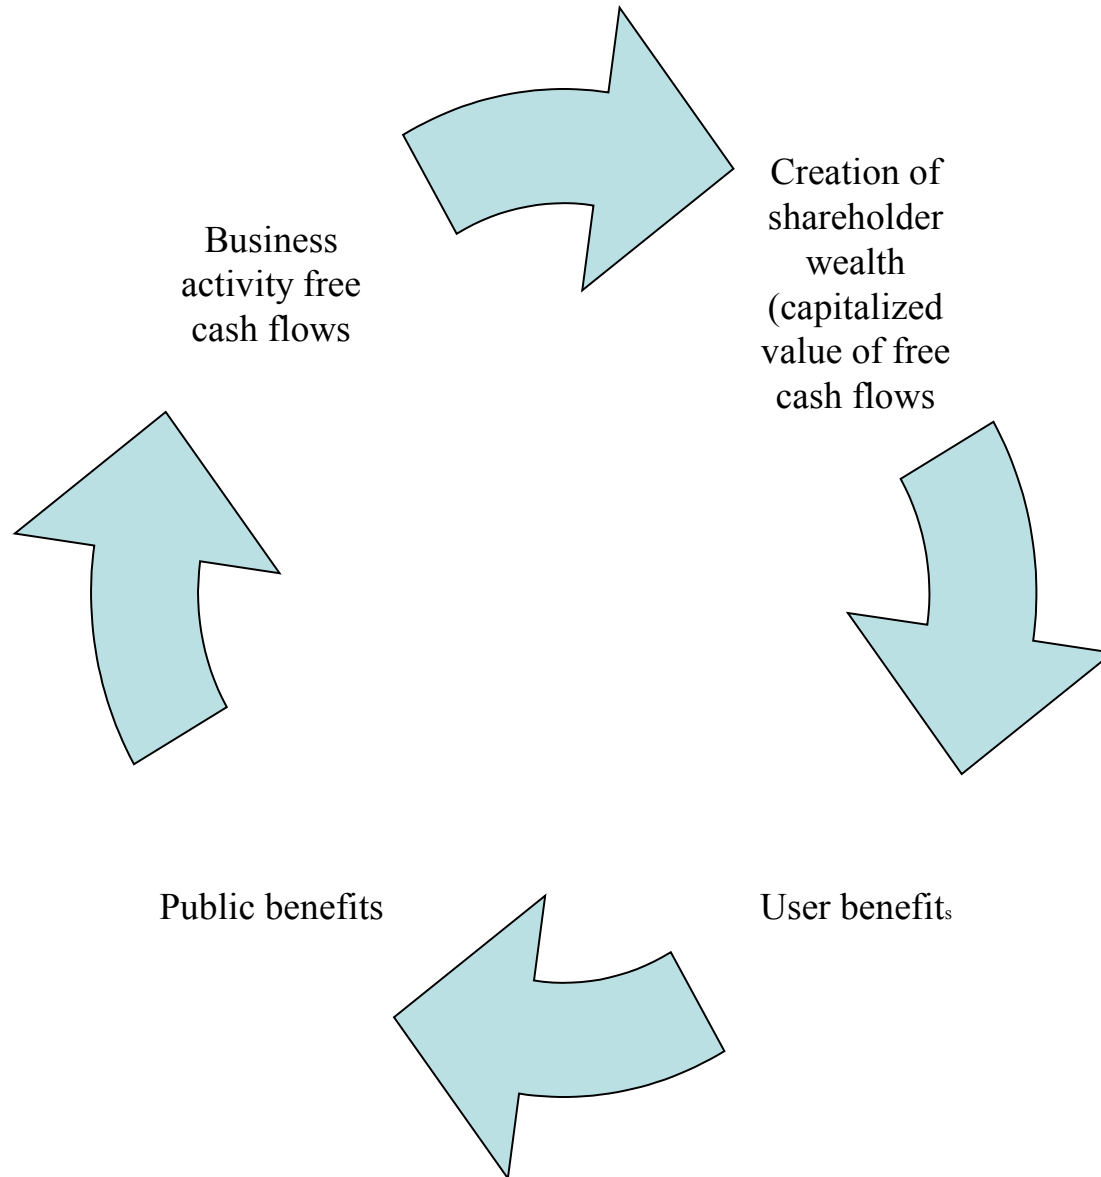 Business
activity free
cash flows
Creation of
shareholder
wealth
(capitalized
value of free
cash flows
Public benefits
User benefits